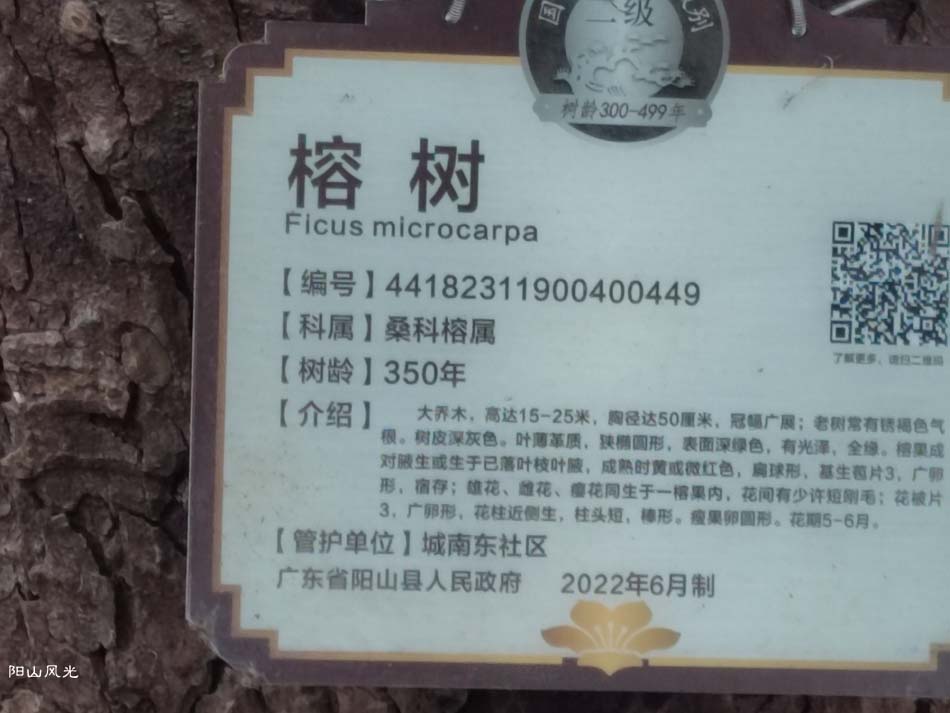 国 二级 别
树龄300-499年
榕 树
Ficus microcarpa
【编号】44182311900400449
【科属】桑科榕属
【树龄】350年
了解更多，请扫二维码
【介绍】 大乔木，高达15-25米，胸径达50厘米，冠幅广展；老树常有锈褐色气
根。树皮深灰色。叶薄革质，狭椭圆形，表面深绿色，有光泽，全缘。榕果成
对腋生或生于已落叶枝叶腋，成熟时黄或微红色，扁球形，基生苞片3，广卵
形，宿存；雄花、雌花、瘿花同生于一榕果内，花间有少许短刚毛；花被片
3，广卵形，花柱近侧生，柱头短，棒形。瘦果卵圆形。花期5-6月。
【管护单位】城南东社区
广东省阳山县人民政府 2022年6月制
阳山风光